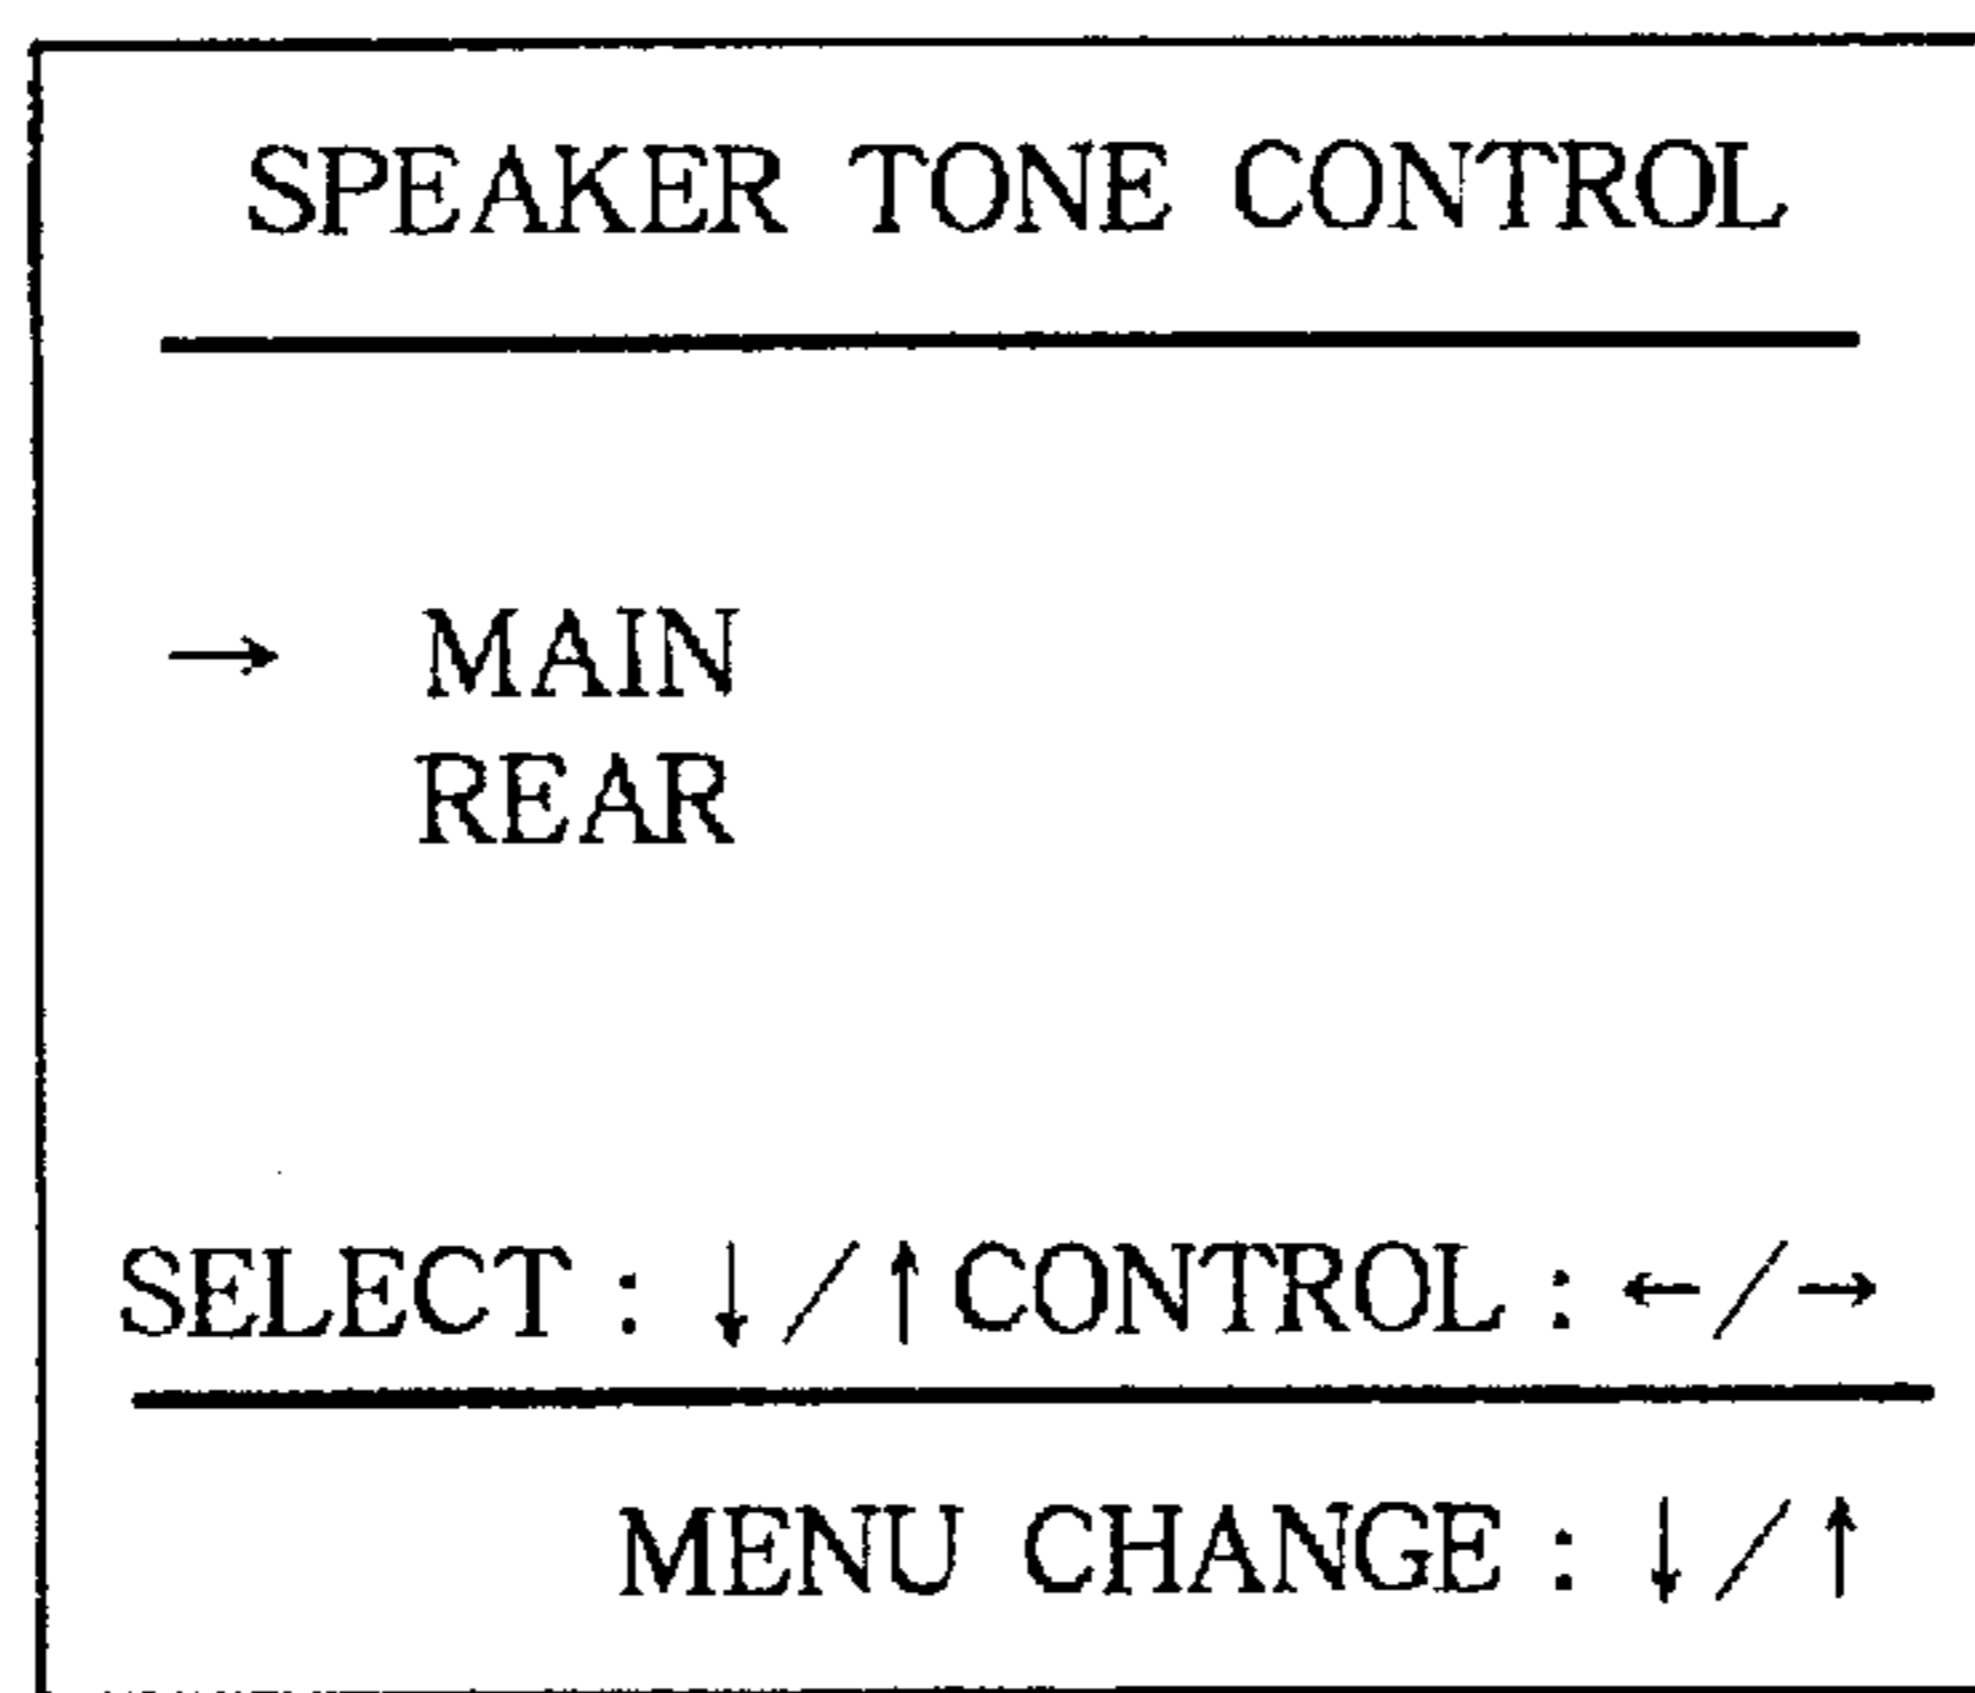 SPEAKER TONE CONTROL
→ MAIN
REAR
SELECT : ↓/↑ CONTROL : ←/→
MENU CHANGE : ↓/↑